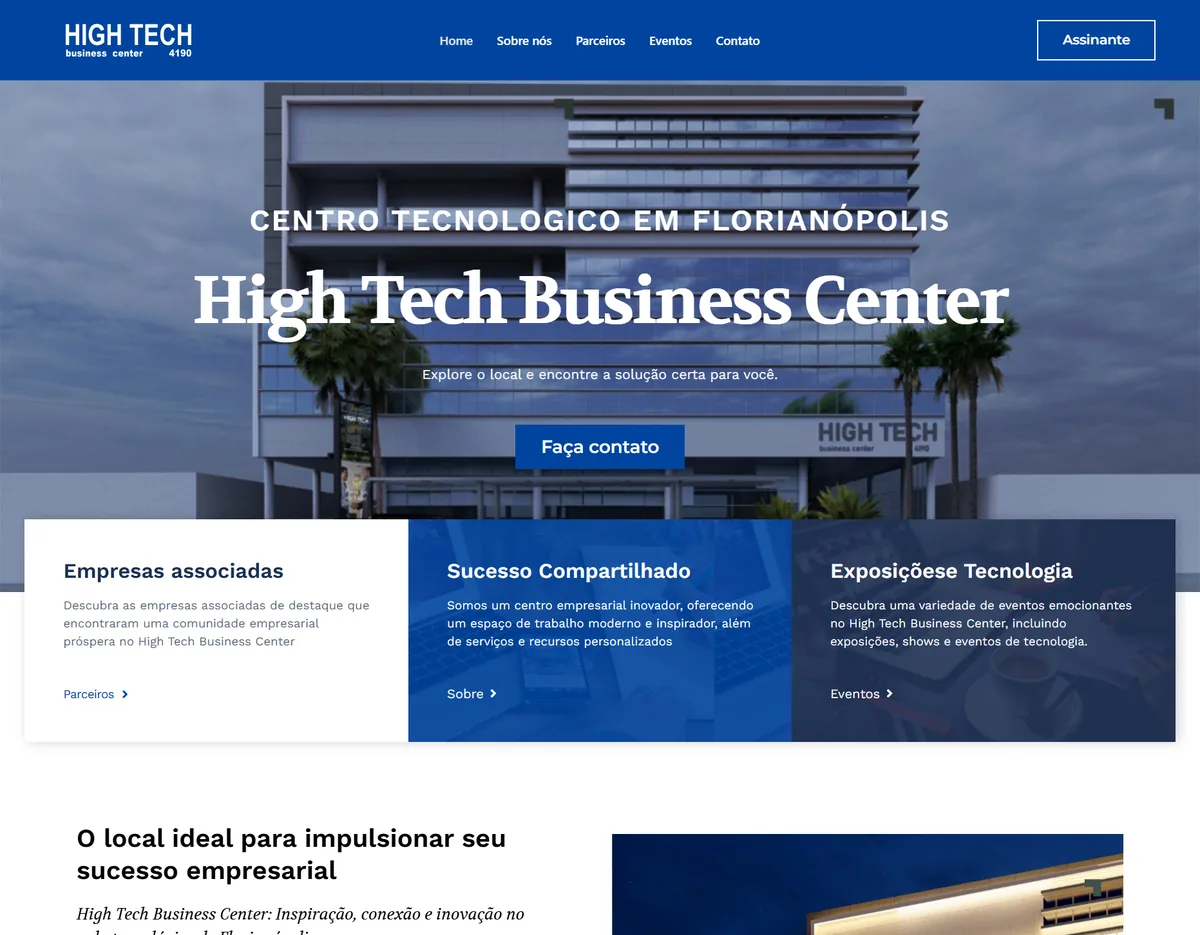 HIGH TECH
business center 4190
Home Sobre nós Parceiros Eventos Contato
Assinante
CENTRO TECNOLOGICO EM FLORIANÓPOLIS
High Tech Business Center
Explore o local e encontre a solução certa para você.
HIGH TECH
business center 4190
Faça contato
Empresas associadas
Descubra as empresas associadas de destaque que
encontraram uma comunidade empresarial
próspera no High Tech Business Center
Parceiros
Sucesso Compartilhado
Somos um centro empresarial inovador, oferecendo
um espaço de trabalho moderno e inspirador, além
de serviços e recursos personalizados
Sobre
Exposiçõese Tecnologia
Descubra uma variedade de eventos emocionantes
no High Tech Business Center, incluindo
exposições, shows e eventos de tecnologia.
Eventos
O local ideal para impulsionar seu
sucesso empresarial
High Tech Business Center: Inspiração, conexão e inovação no